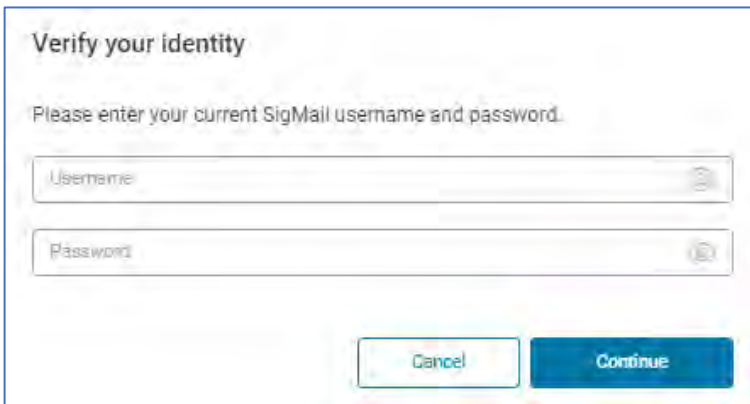 Verify your identity
Please enter your current SigMail username and password.
Username
Password
Cancel
Continue